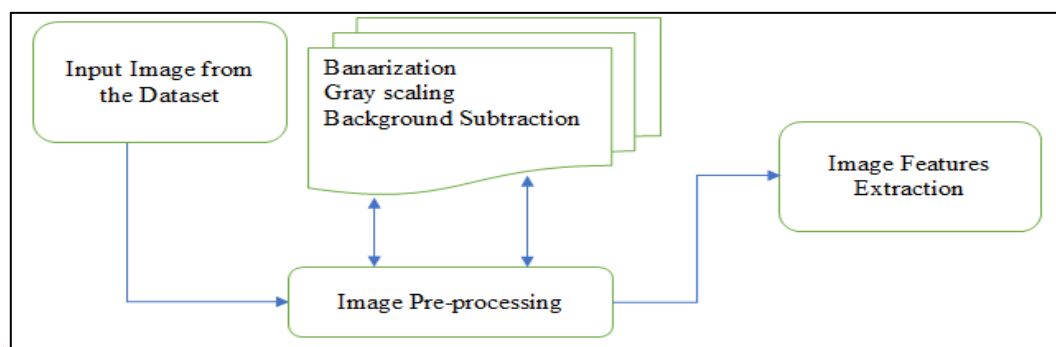 Input Image from
the Dataset
Banarization
Gray scaling
Background Subtraction
Image Features
Extraction
Image Pre-processing